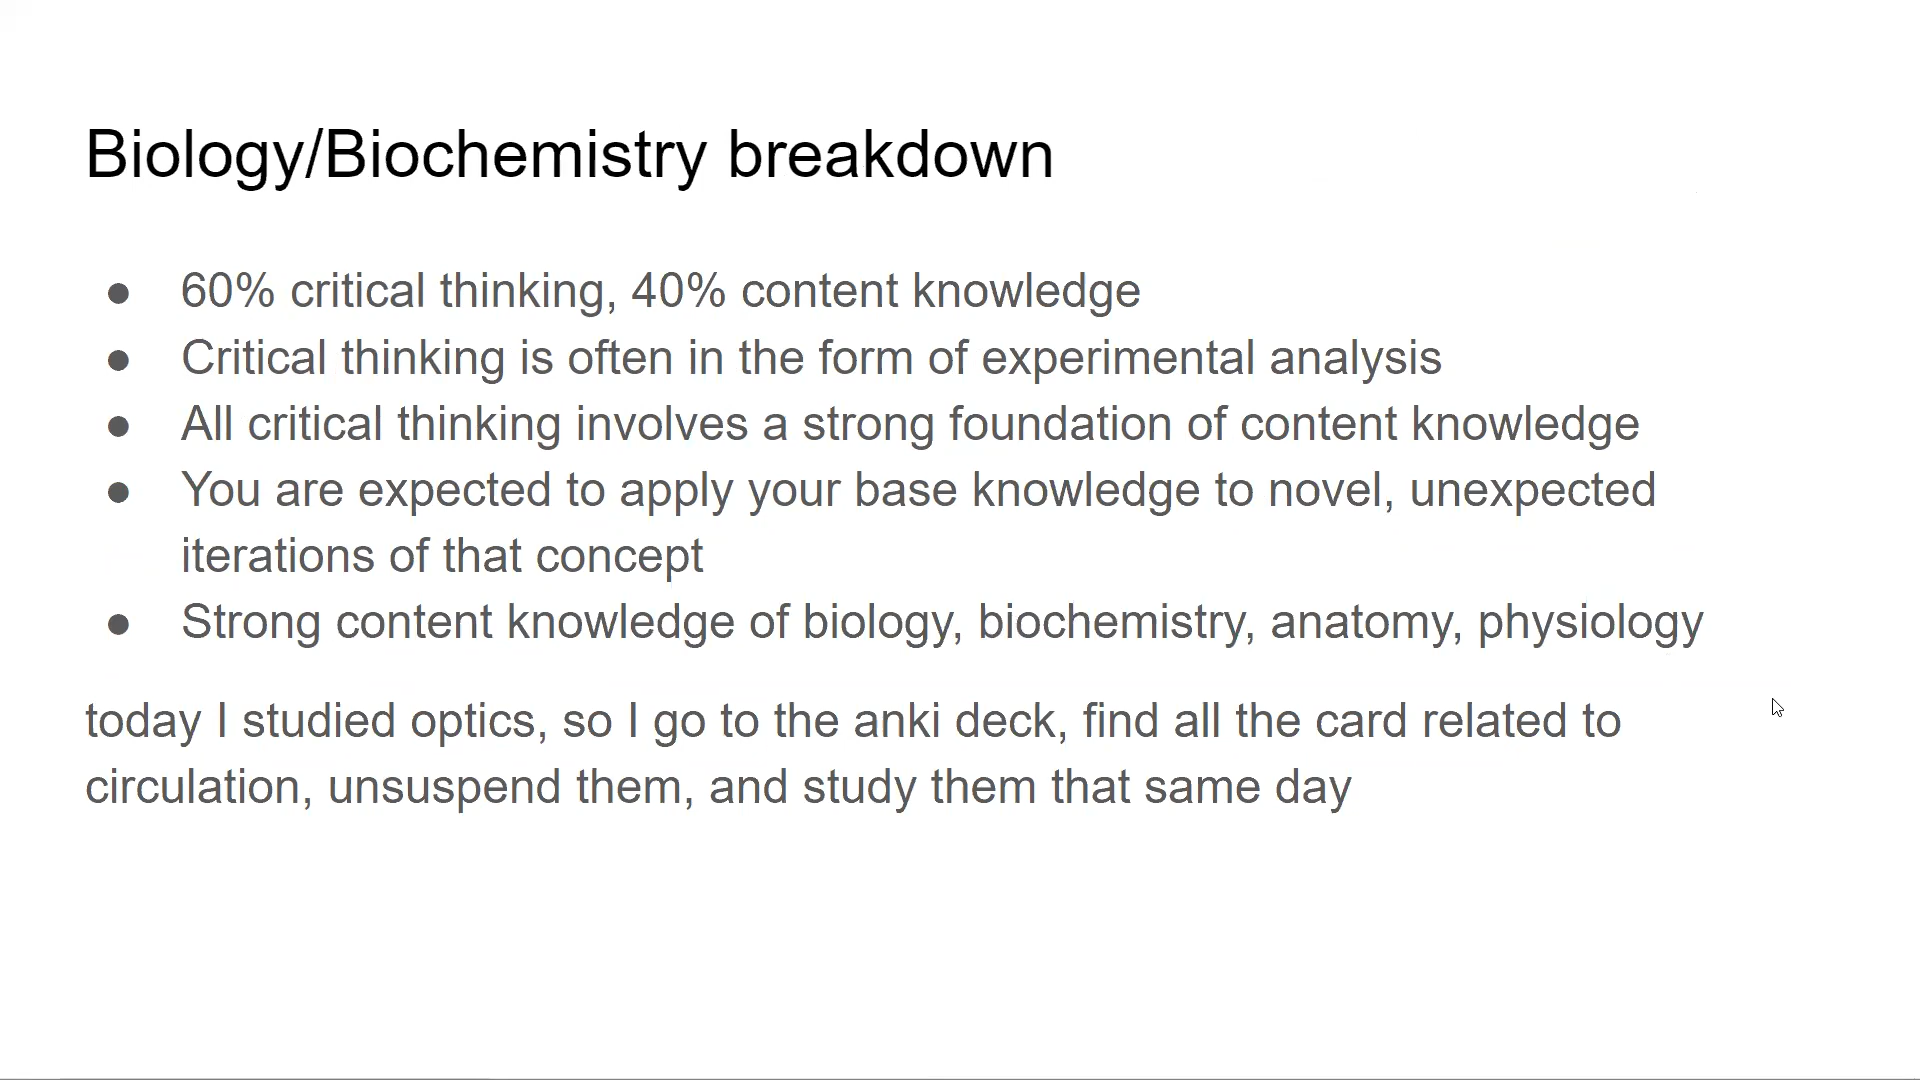 Biology/Biochemistry breakdown
● 60% critical thinking, 40% content knowledge
● Critical thinking is often in the form of experimental analysis
● All critical thinking involves a strong foundation of content knowledge
● You are expected to apply your base knowledge to novel, unexpected
iterations of that concept
● Strong content knowledge of biology, biochemistry, anatomy, physiology
today I studied optics, so I go to the anki deck, find all the card related to
circulation, unsuspend them, and study them that same day